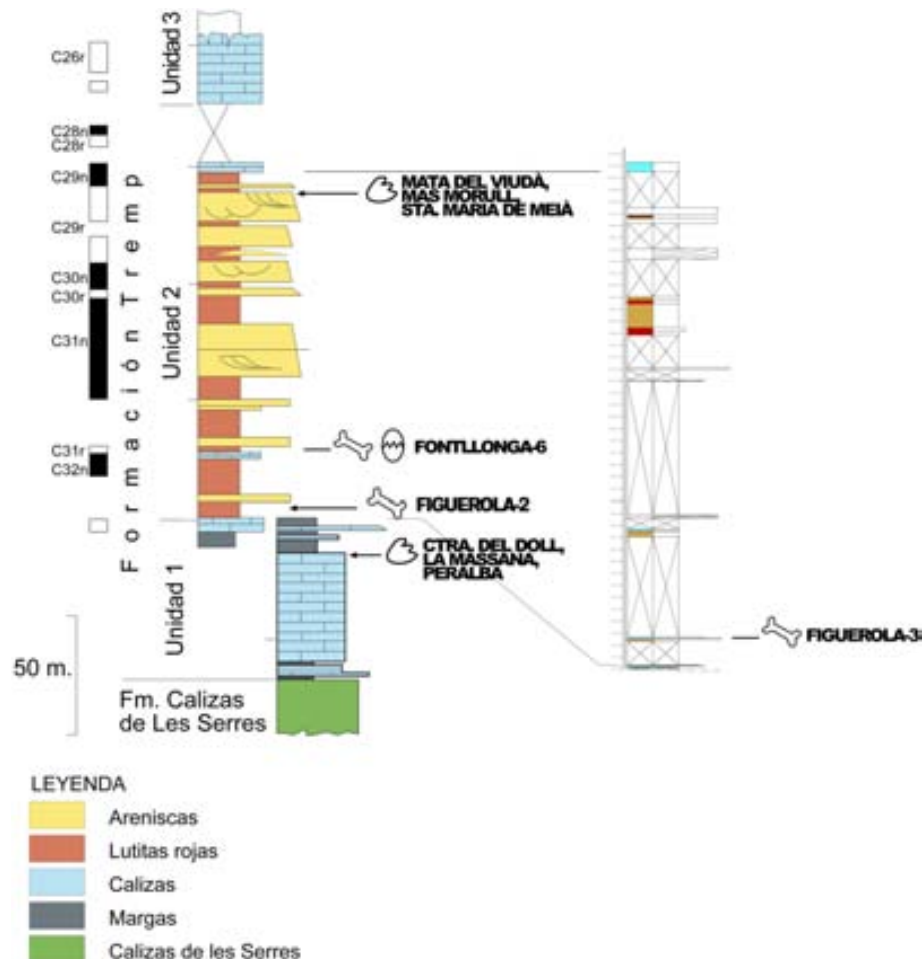 Unidad 3
C26r
C28n
C28r
C29n
C29r
C30n
C30r
C31n
C31r
C32n
Formación Tremp
Unidad 2
Unidad 1
MATA DEL VIUDÀ,
MAS MORULL,
STA. MARIA DE MEIÀ
FONTLLONGA-6
FIGUEROLA-2
CTRA. DEL DOLL,
LA MASSANA,
PERALBA
FIGUEROLA-3
50 m.
Fm. Calizas
de Les Serres
LEYENDA
Areniscas
Lutitas rojas
Calizas
Margas
Calizas de les Serres